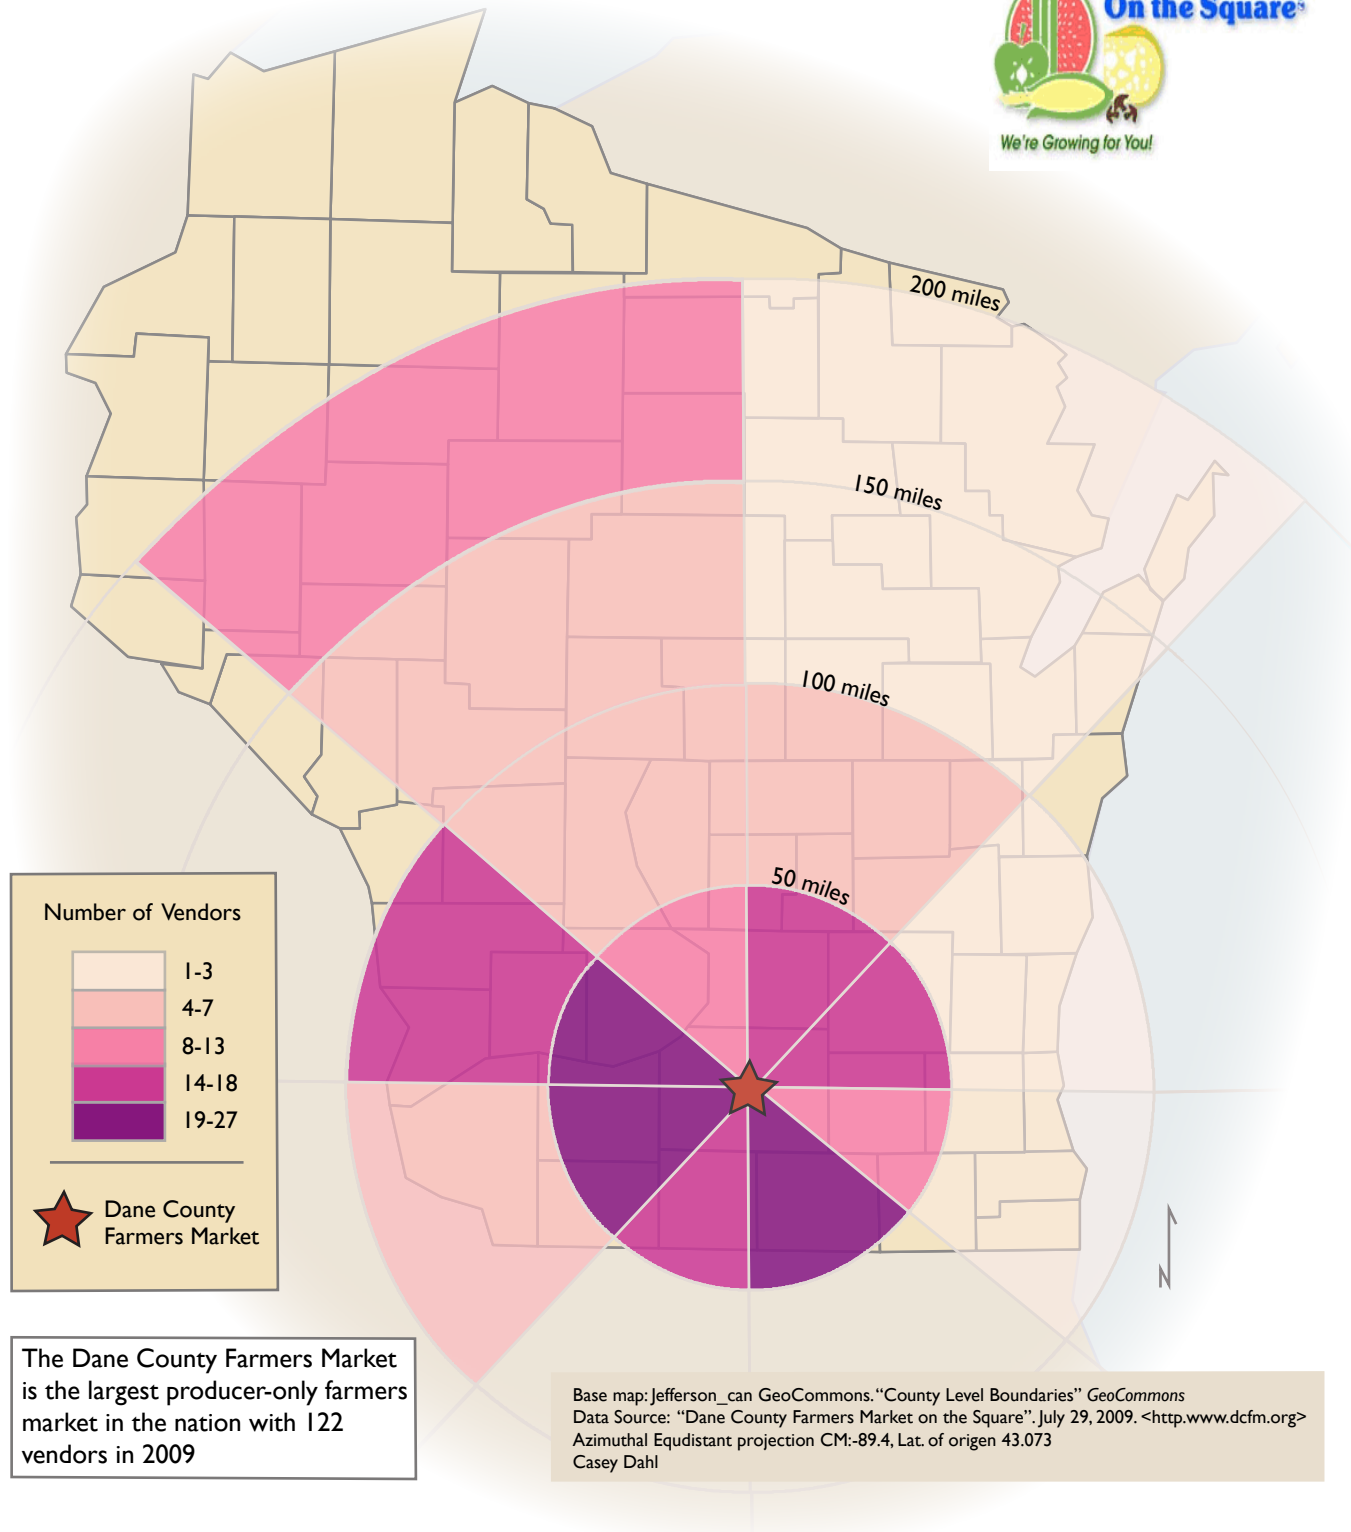 On the Square
We're Growing for You!
200 miles
150 miles
100 miles
50 miles
Number of Vendors
1-3
4-7
8-13
14-18
19-27
Dane County
Farmers Market
N
The Dane County Farmers Market
is the largest producer-only farmers
market in the nation with 122
vendors in 2009
Base map: Jefferson_can GeoCommons. “County Level Boundaries” GeoCommons
Data Source: “Dane County Farmers Market on the Square”. July 29, 2009. <http.www.dcfm.org>
Azimuthal Equdistant projection CM:-89.4, Lat. of origen 43.073
Casey Dahl